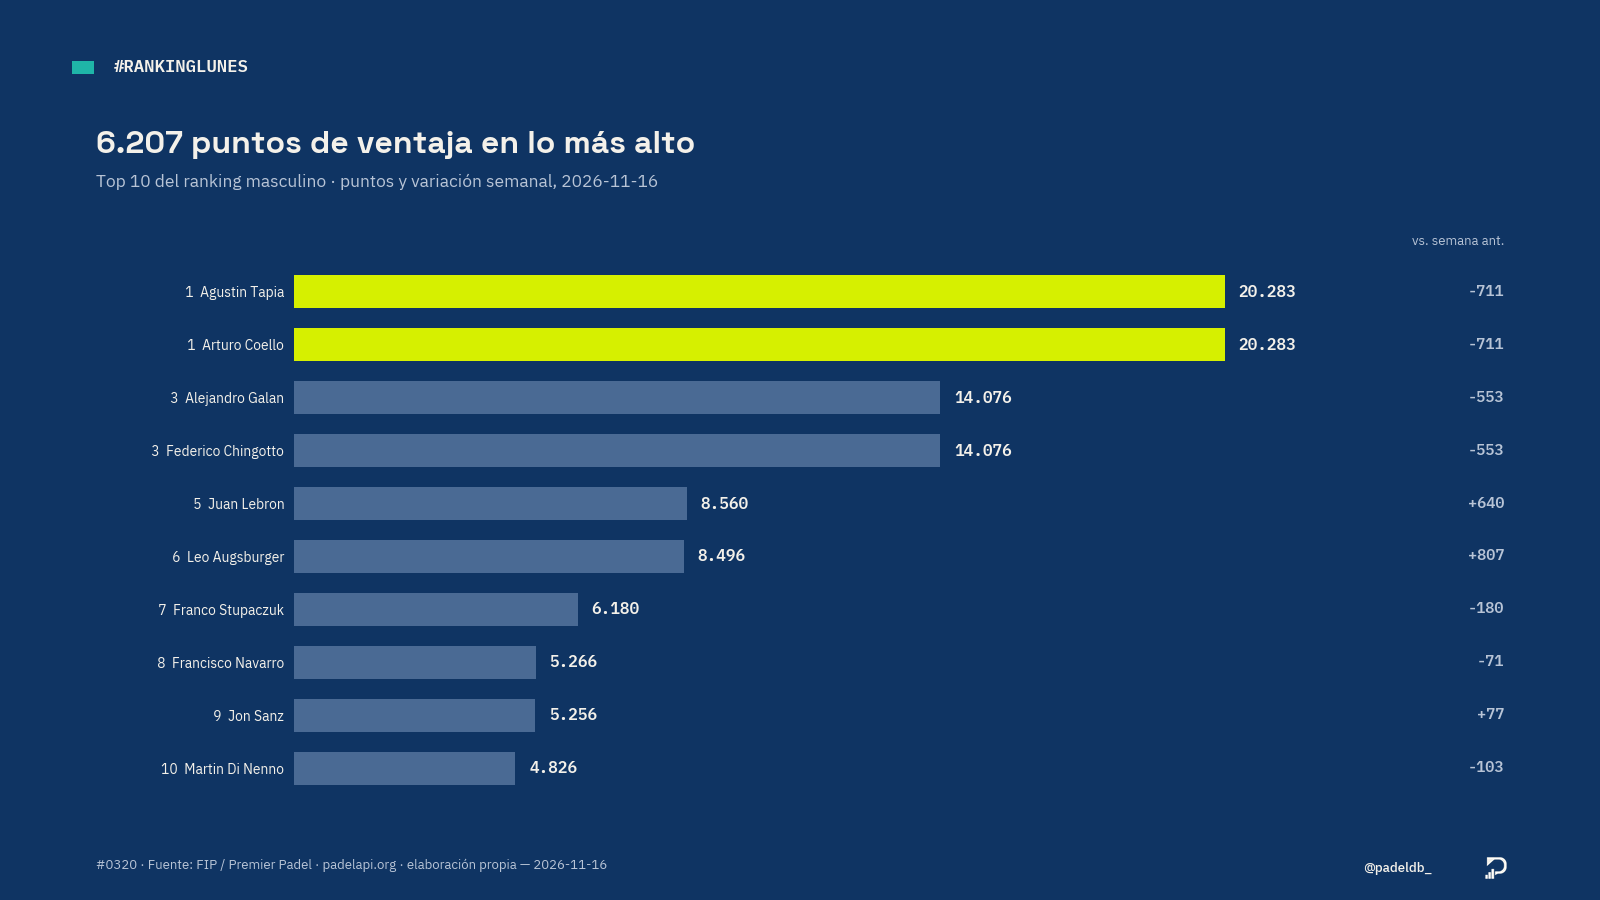 #RANKINGLUNES
6.207 puntos de ventaja en lo más alto
Top 10 del ranking masculino · puntos y variación semanal, 2026-11-16
vs. semana ant.
1 Agustin Tapia 20.283 -711
1 Arturo Coello 20.283 -711
3 Alejandro Galan 14.076 -553
3 Federico Chingotto 14.076 -553
5 Juan Lebron 8.560 +640
6 Leo Augsburger 8.496 +807
7 Franco Stupaczuk 6.180 -180
8 Francisco Navarro 5.266 -71
9 Jon Sanz 5.256 +77
10 Martin Di Nenno 4.826 -103
#0320 · Fuente: FIP / Premier Padel · padelapi.org · elaboración propia — 2026-11-16
@padeldb_